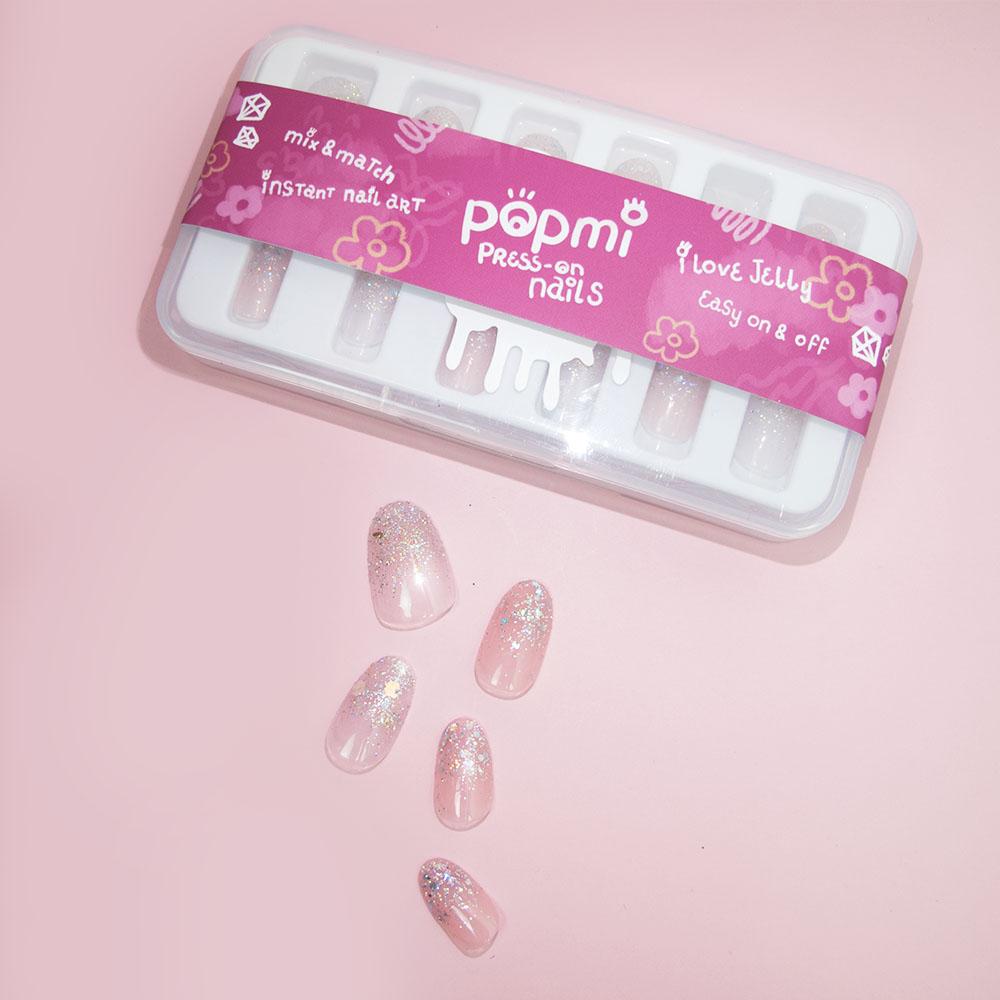 mix & match
instant nail art
popmi
PRESS-on
nails
i LOVE JELLY
Easy on & off